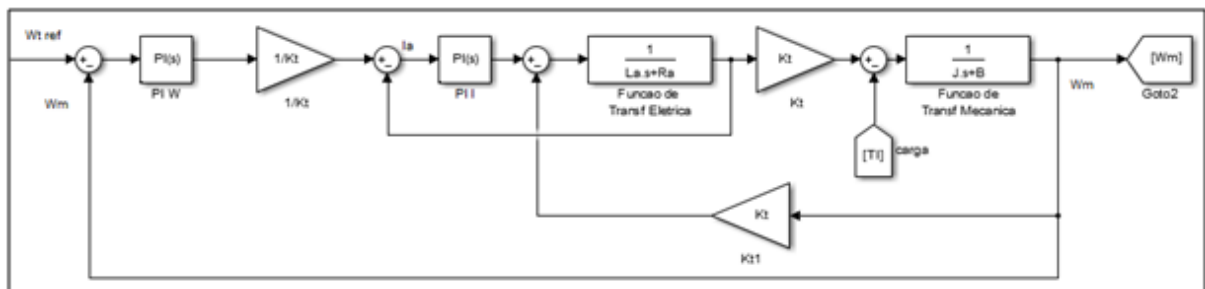 Wt ref
+
-
Wm
PI(s)
PI W
1/Kt
1/Kt
+
-
Ia
PI(s)
PI I
+
-
1
La.s+Ra
Funcao de
Transf Eletrica
Kt
Kt
+
-
[Tl]
carga
1
J.s+B
Funcao de
Transf Mecanica
Wm
[Wm]
Goto2
Kt
Kt1